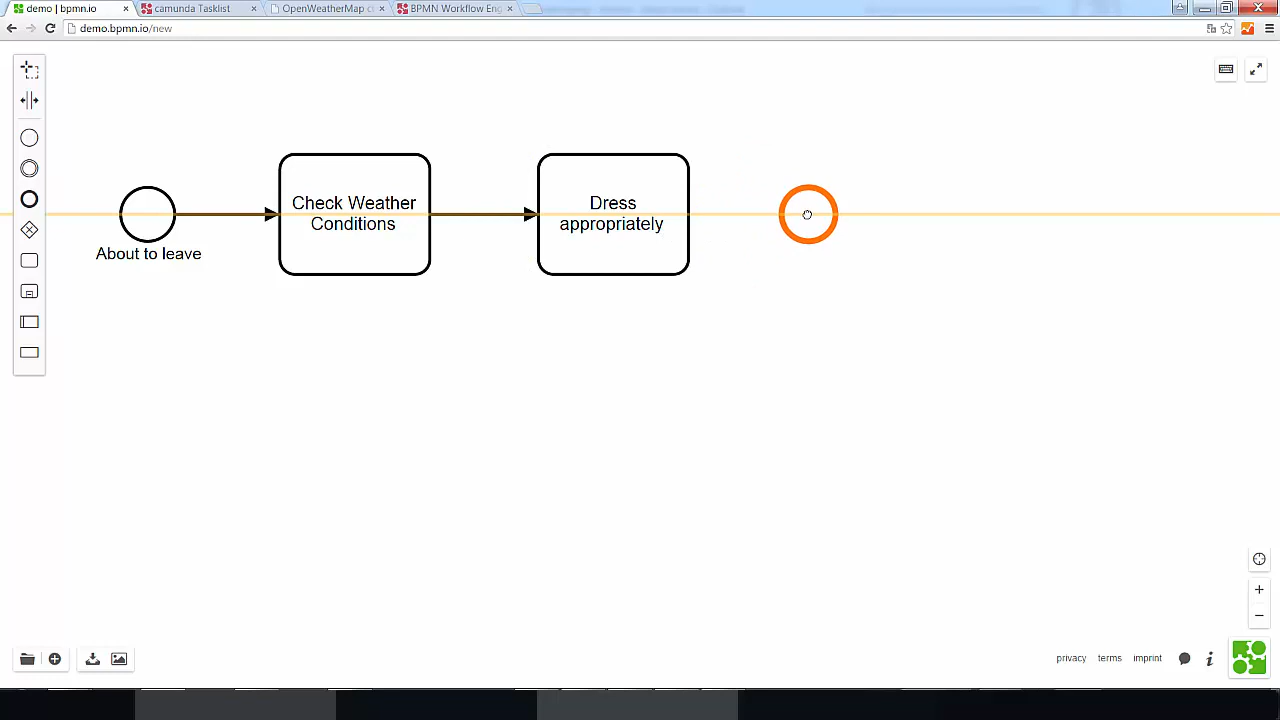 demo | bpmn.io
camunda Tasklist
OpenWeatherMap c
BPMN Workflow Eng
demo.bpmn.io/new
Check Weather
Conditions
Dress
appropriately
About to leave
privacy
terms
imprint